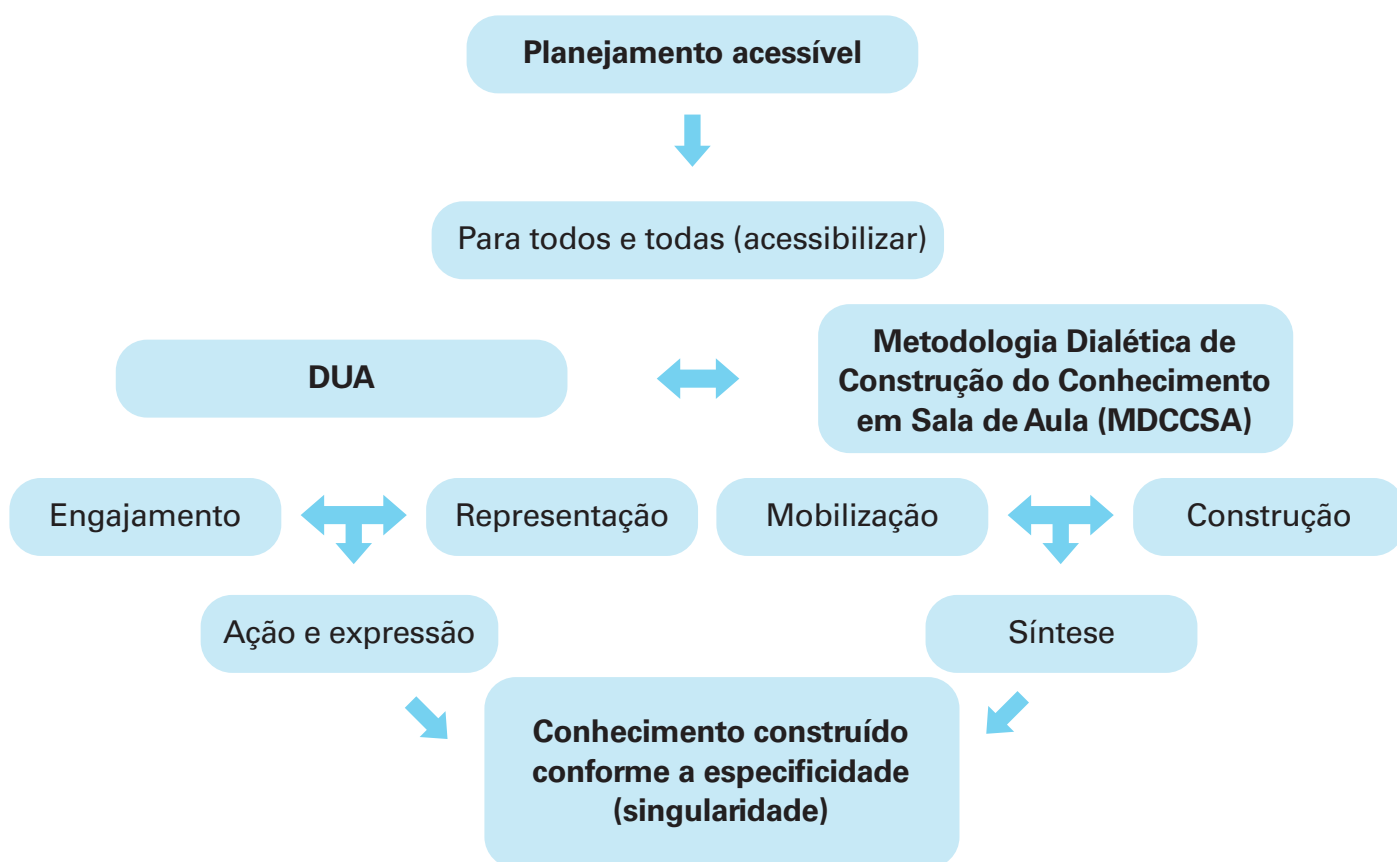 Planejamento acessível
Para todos e todas (acessibilizar)
DUA
Metodologia Dialética de
Construção do Conhecimento
em Sala de Aula (MDCCSA)
Engajamento
Representação
Mobilização
Construção
Ação e expressão
Síntese
Conhecimento construído
conforme a especificidade
(singularidade)